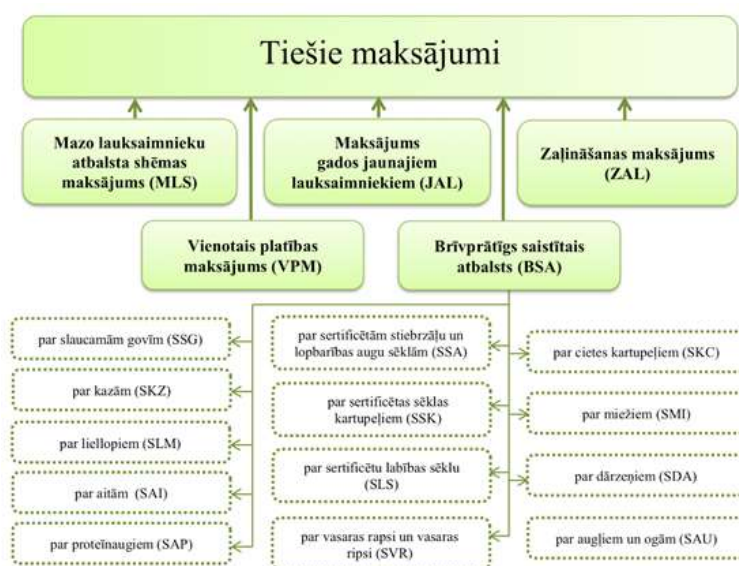 Tiešie maksājumi
Mazo lauksaimnieku
atbalsta shēmas
maksājums (MLS)
Maksājums
gados jaunajiem
lauksaimniekiem (JAL)
Zaļināšanas maksājums
(ZAL)
Vienotais platības
maksājums (VPM)
Brīvprātīgs saistītais
atbalsts (BSA)
par slaucamām govīm (SSG)
par kazām (SKZ)
par liellopiem (SLM)
par aitām (SAI)
par proteīnaugiem (SAP)
par sertificētām stiebrzāļu un
lopbarības augu sēklām (SSA)
par sertificētas sēklas
kartupeļiem (SSK)
par sertificētu labības sēklu
(SLS)
par vasaras rapsi un vasaras
ripsi (SVR)
par cietes kartupeļiem (SKC)
par miežiem (SMI)
par dārzeņiem (SDA)
par augļiem un ogām (SAU)